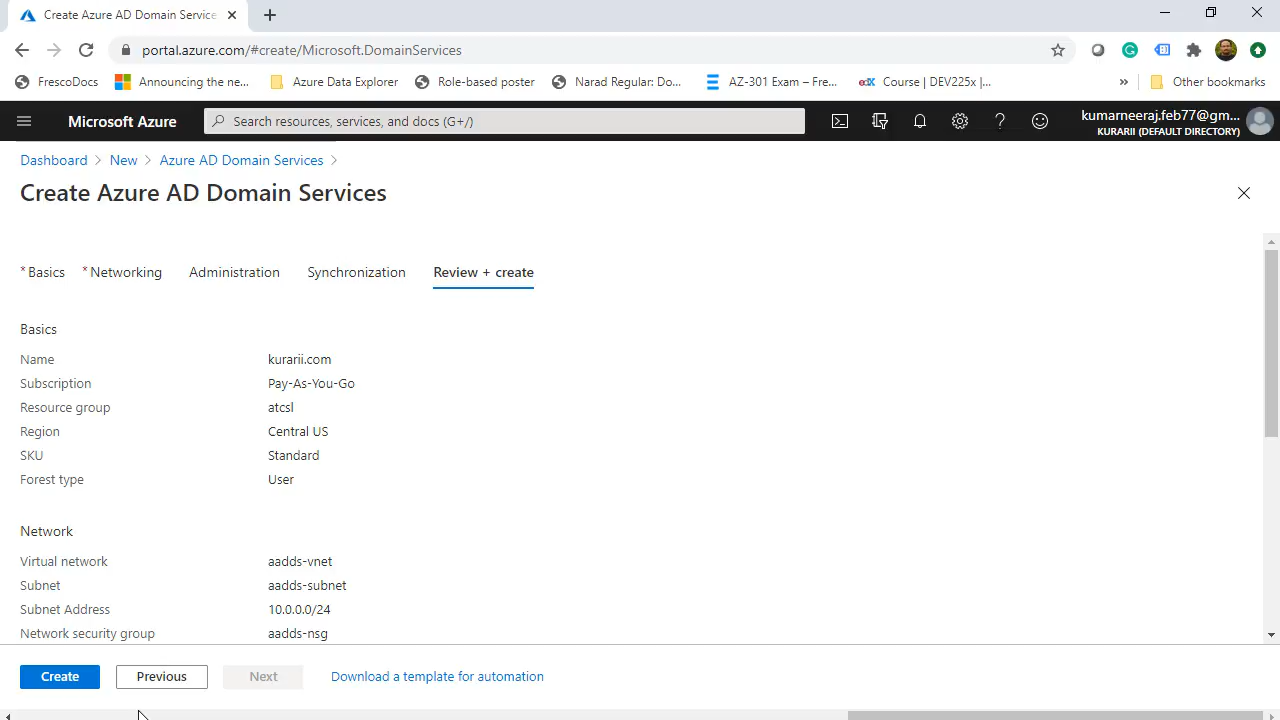 Create Azure AD Domain Service
portal.azure.com/#create/Microsoft.DomainServices
FrescoDocs Announcing the ne... Azure Data Explorer Role-based poster Narad Regular: Do... AZ-301 Exam – Fre... edX Course | DEV225x |... » Other bookmarks
Microsoft Azure Search resources, services, and docs (G+/) kumarneeraj.feb77@gm...
KURARII (DEFAULT DIRECTORY)
Dashboard > New > Azure AD Domain Services >
Create Azure AD Domain Services
* Basics * Networking Administration Synchronization Review + create
Basics
Name kurarii.com
Subscription Pay-As-You-Go
Resource group atcsl
Region Central US
SKU Standard
Forest type User
Network
Virtual network aadds-vnet
Subnet aadds-subnet
Subnet Address 10.0.0.0/24
Network security group aadds-nsg
Create Previous Next Download a template for automation